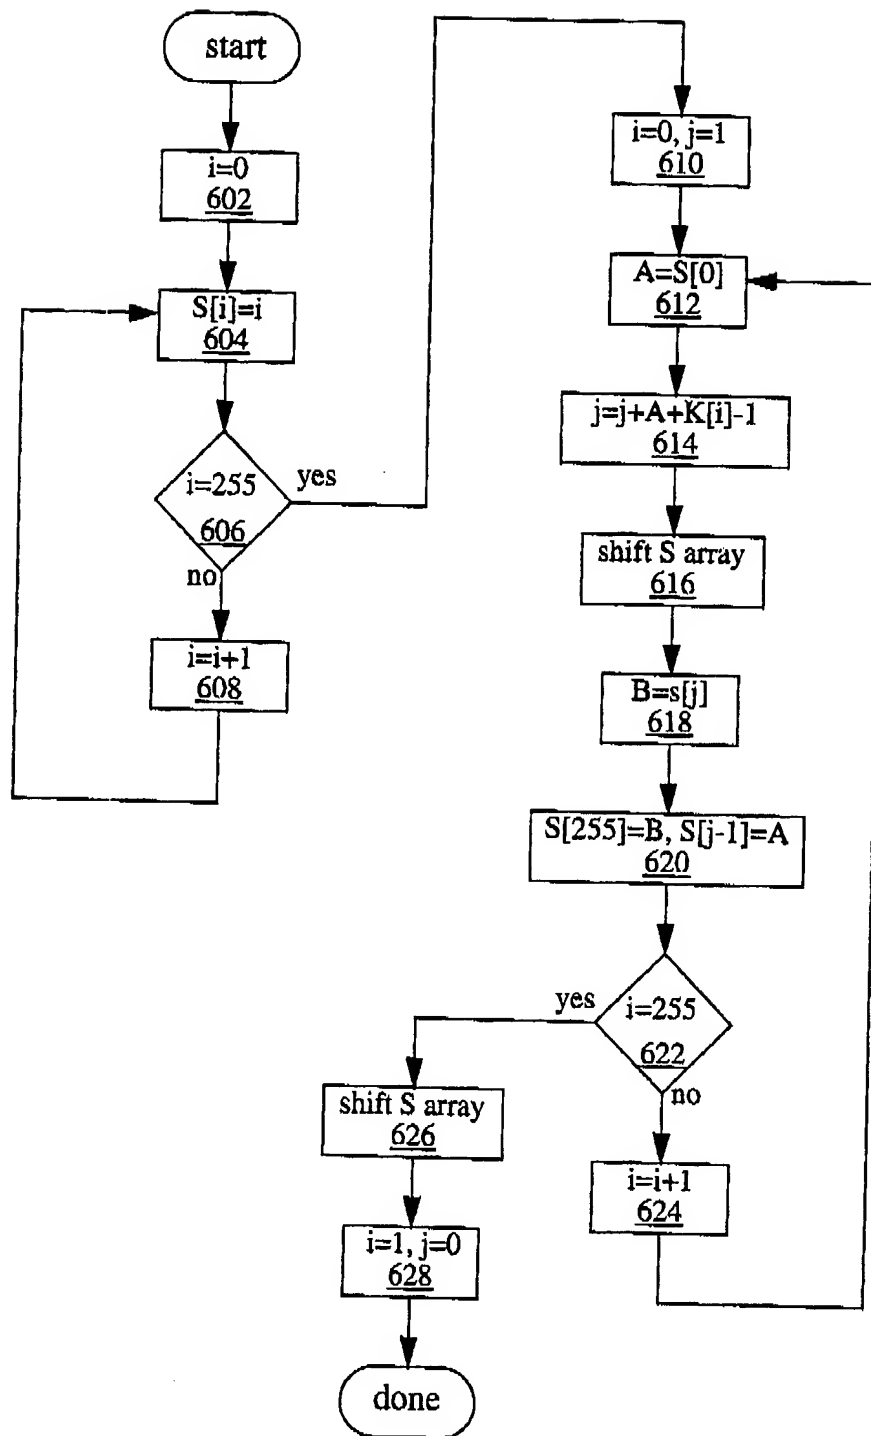 start
i=0
602
S[i]=i
604
i=255
606
yes
no
i=i+1
608
i=0, j=1
610
A=S[0]
612
j=j+A+K[i]-1
614
shift S array
616
B=s[j]
618
S[255]=B, S[j-1]=A
620
i=255
622
yes
no
i=i+1
624
shift S array
626
i=1, j=0
628
done